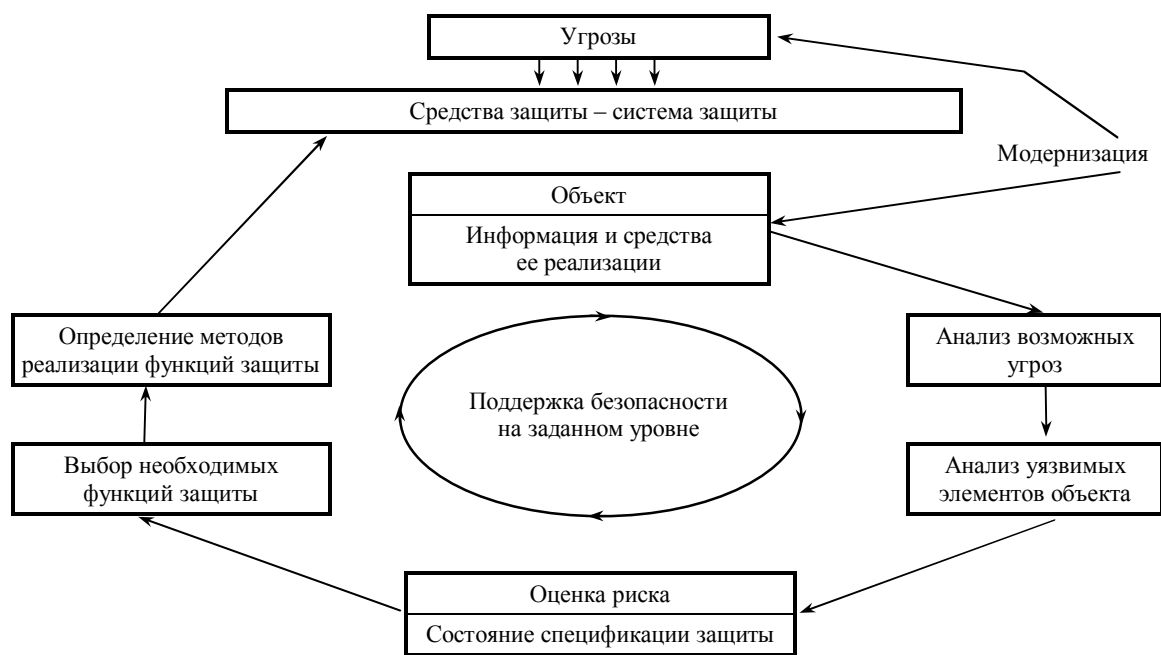 Угрозы
Средства защиты – система защиты
Модернизация
Объект
Информация и средства
ее реализации
Определение методов
реализации функций защиты
Анализ возможных
угроз
Поддержка безопасности
на заданном уровне
Выбор необходимых
функций защиты
Анализ уязвимых
элементов объекта
Оценка риска
Состояние спецификации защиты